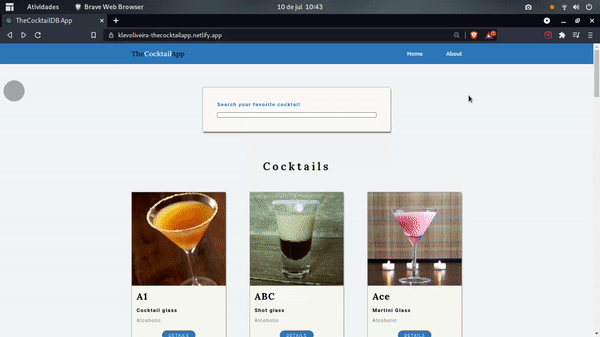 Atividades
Brave Web Browser
10 de jul 10:43
TheCocktailDB App
klevoliveira-thecocktailapp.netlify.app
TheCocktailApp
Home
About
Search your favorite cocktail
Cocktails
A1
Cocktail glass
Alcoholic
DETAILS
ABC
Shot glass
Alcoholic
DETAILS
Ace
Martini Glass
Alcoholic
DETAILS